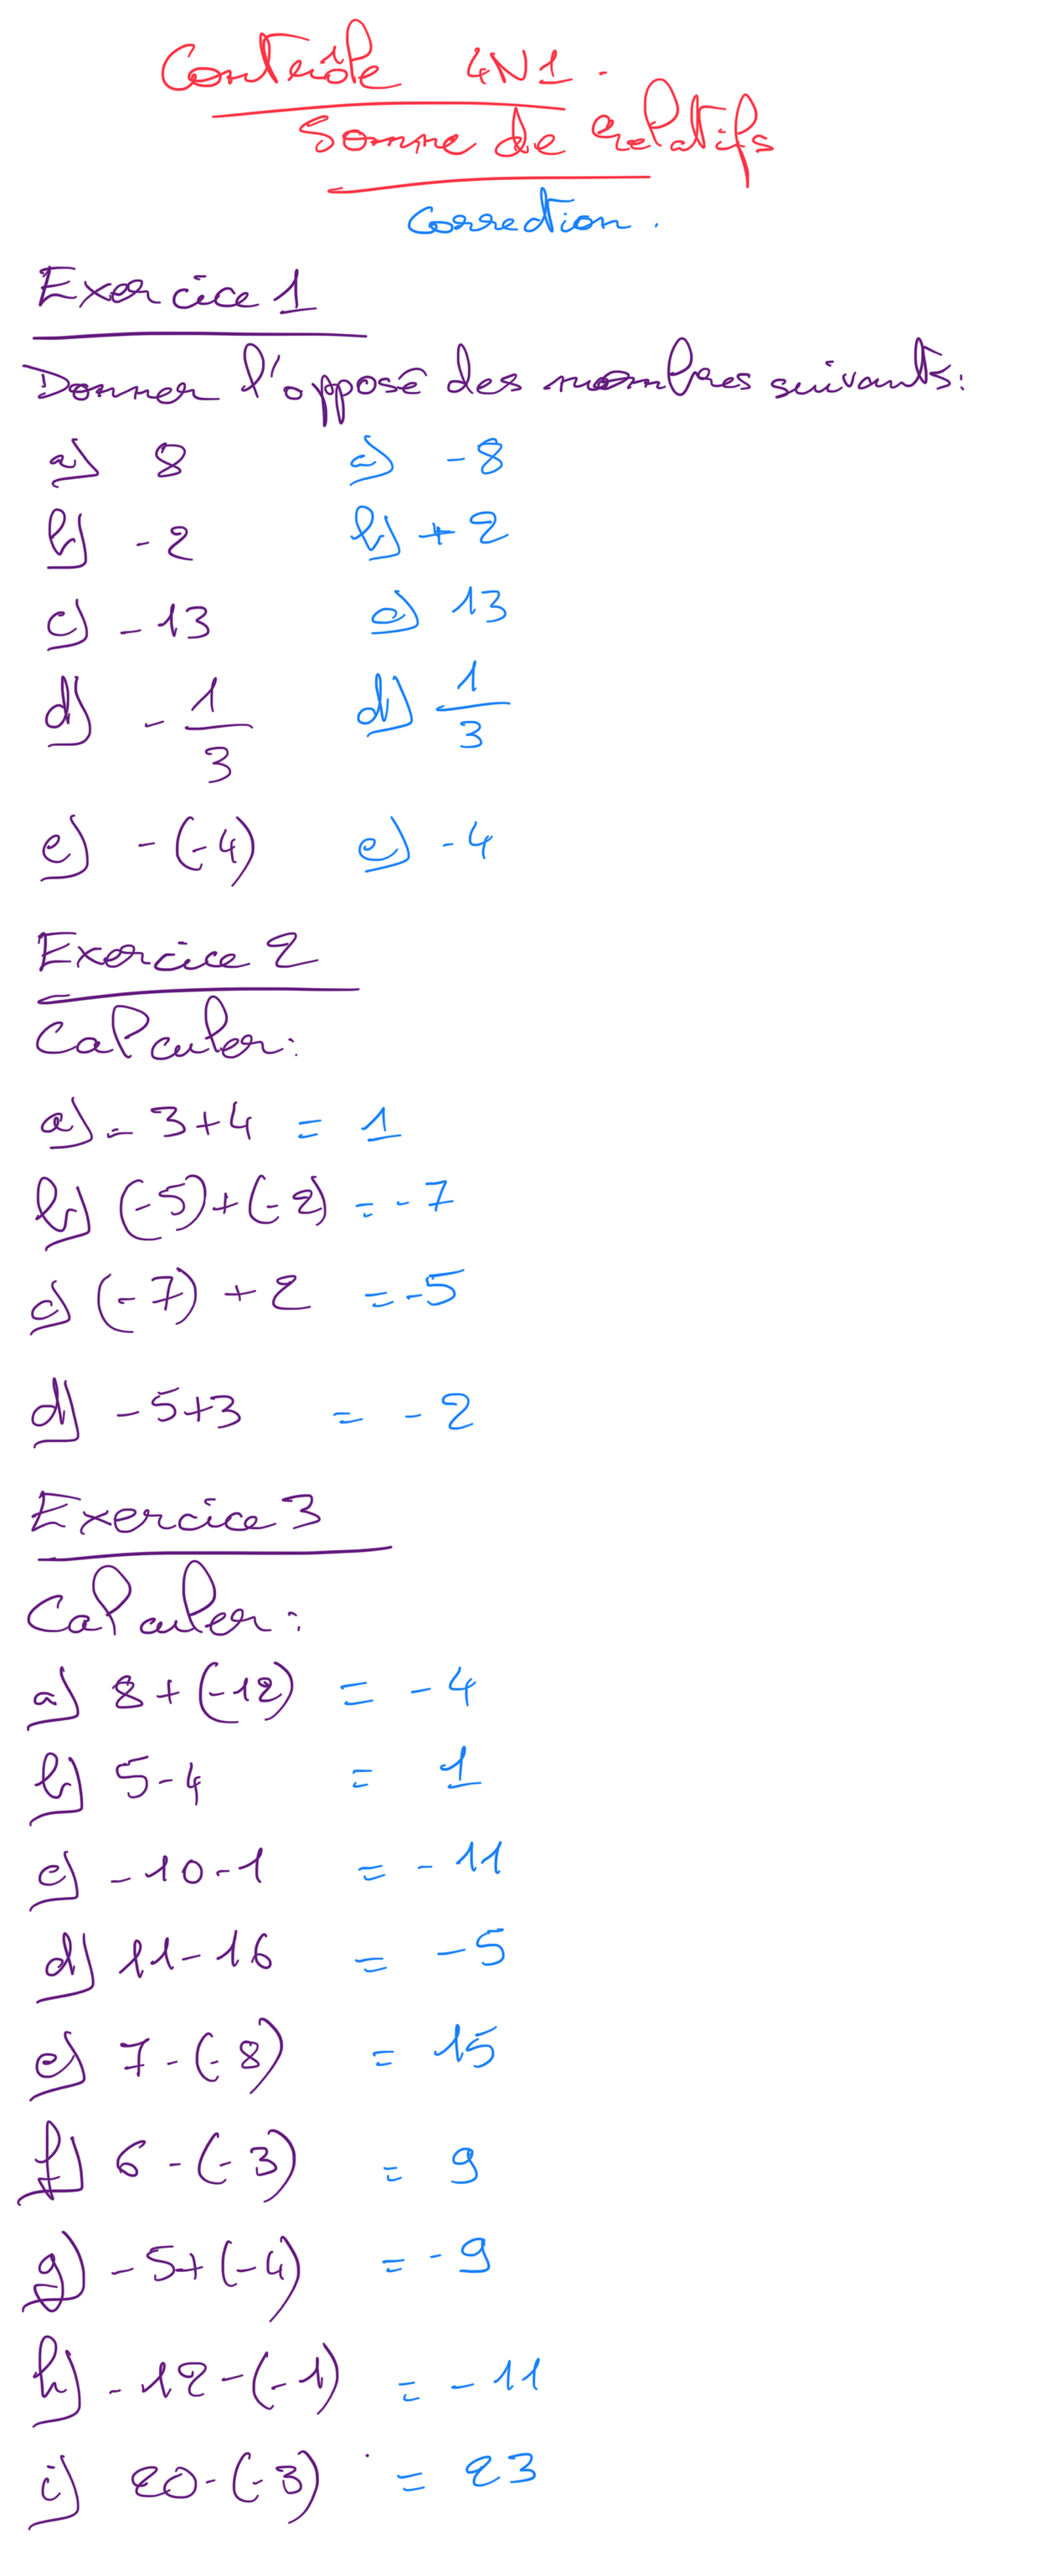 Contrôle 4N1.
Somme de relatifs
Correction.
Exercice 1
Donner l'opposé des nombres suivants:
a) 8 a) -8
b) -2 b) +2
c) -13 c) 13
d) -1/3 d) 1/3
e) -(-4) e) -4
Exercice 2
Calculer:
a) -3+4 = 1
b) (-5)+(-2) = -7
c) (-7)+2 = -5
d) -5+3 = -2
Exercice 3
Calculer:
a) 8+(-12) = -4
b) 5-4 = 1
c) -10-1 = -11
d) 11-16 = -5
e) 7-(-8) = 15
f) 6-(-3) = 9
g) -5+(-4) = -9
h) -12-(-1) = -11
i) 20-(-3) = 23